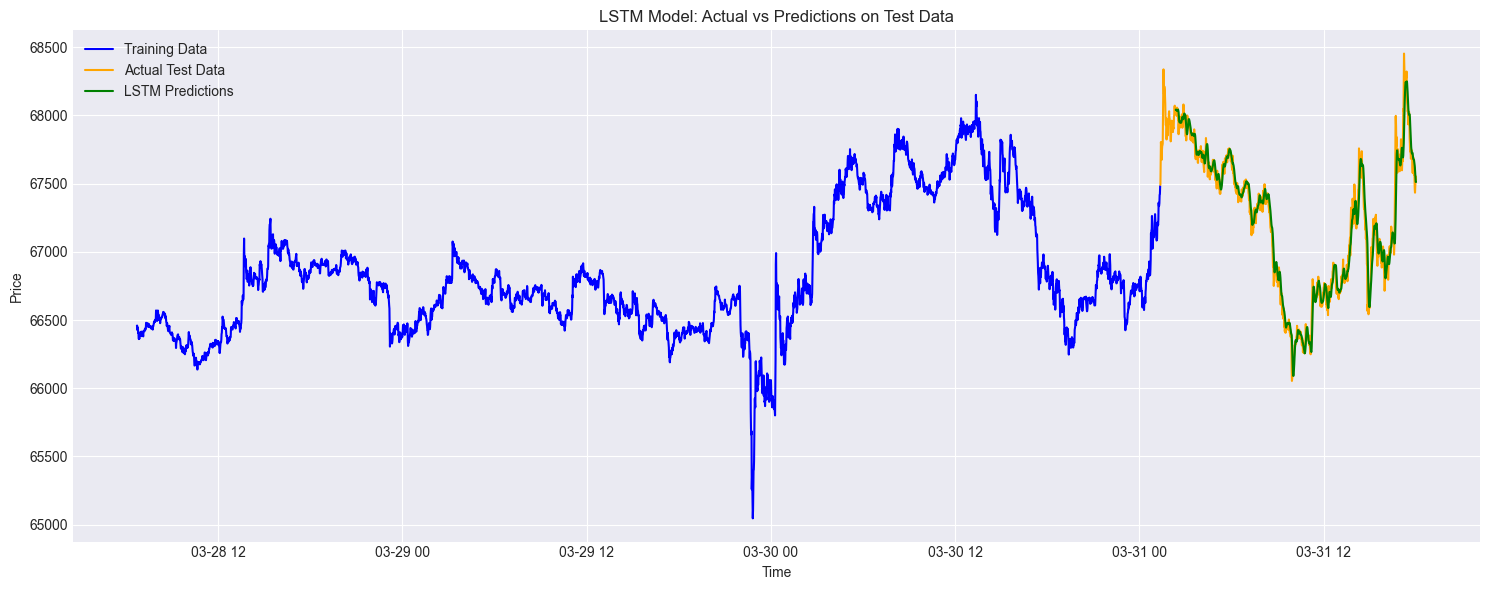 LSTM Model: Actual vs Predictions on Test Data
Training Data
Actual Test Data
LSTM Predictions
68500
68000
67500
67000
66500
66000
65500
65000
Price
03-28 12
03-29 00
03-29 12
03-30 00
03-30 12
03-31 00
03-31 12
Time